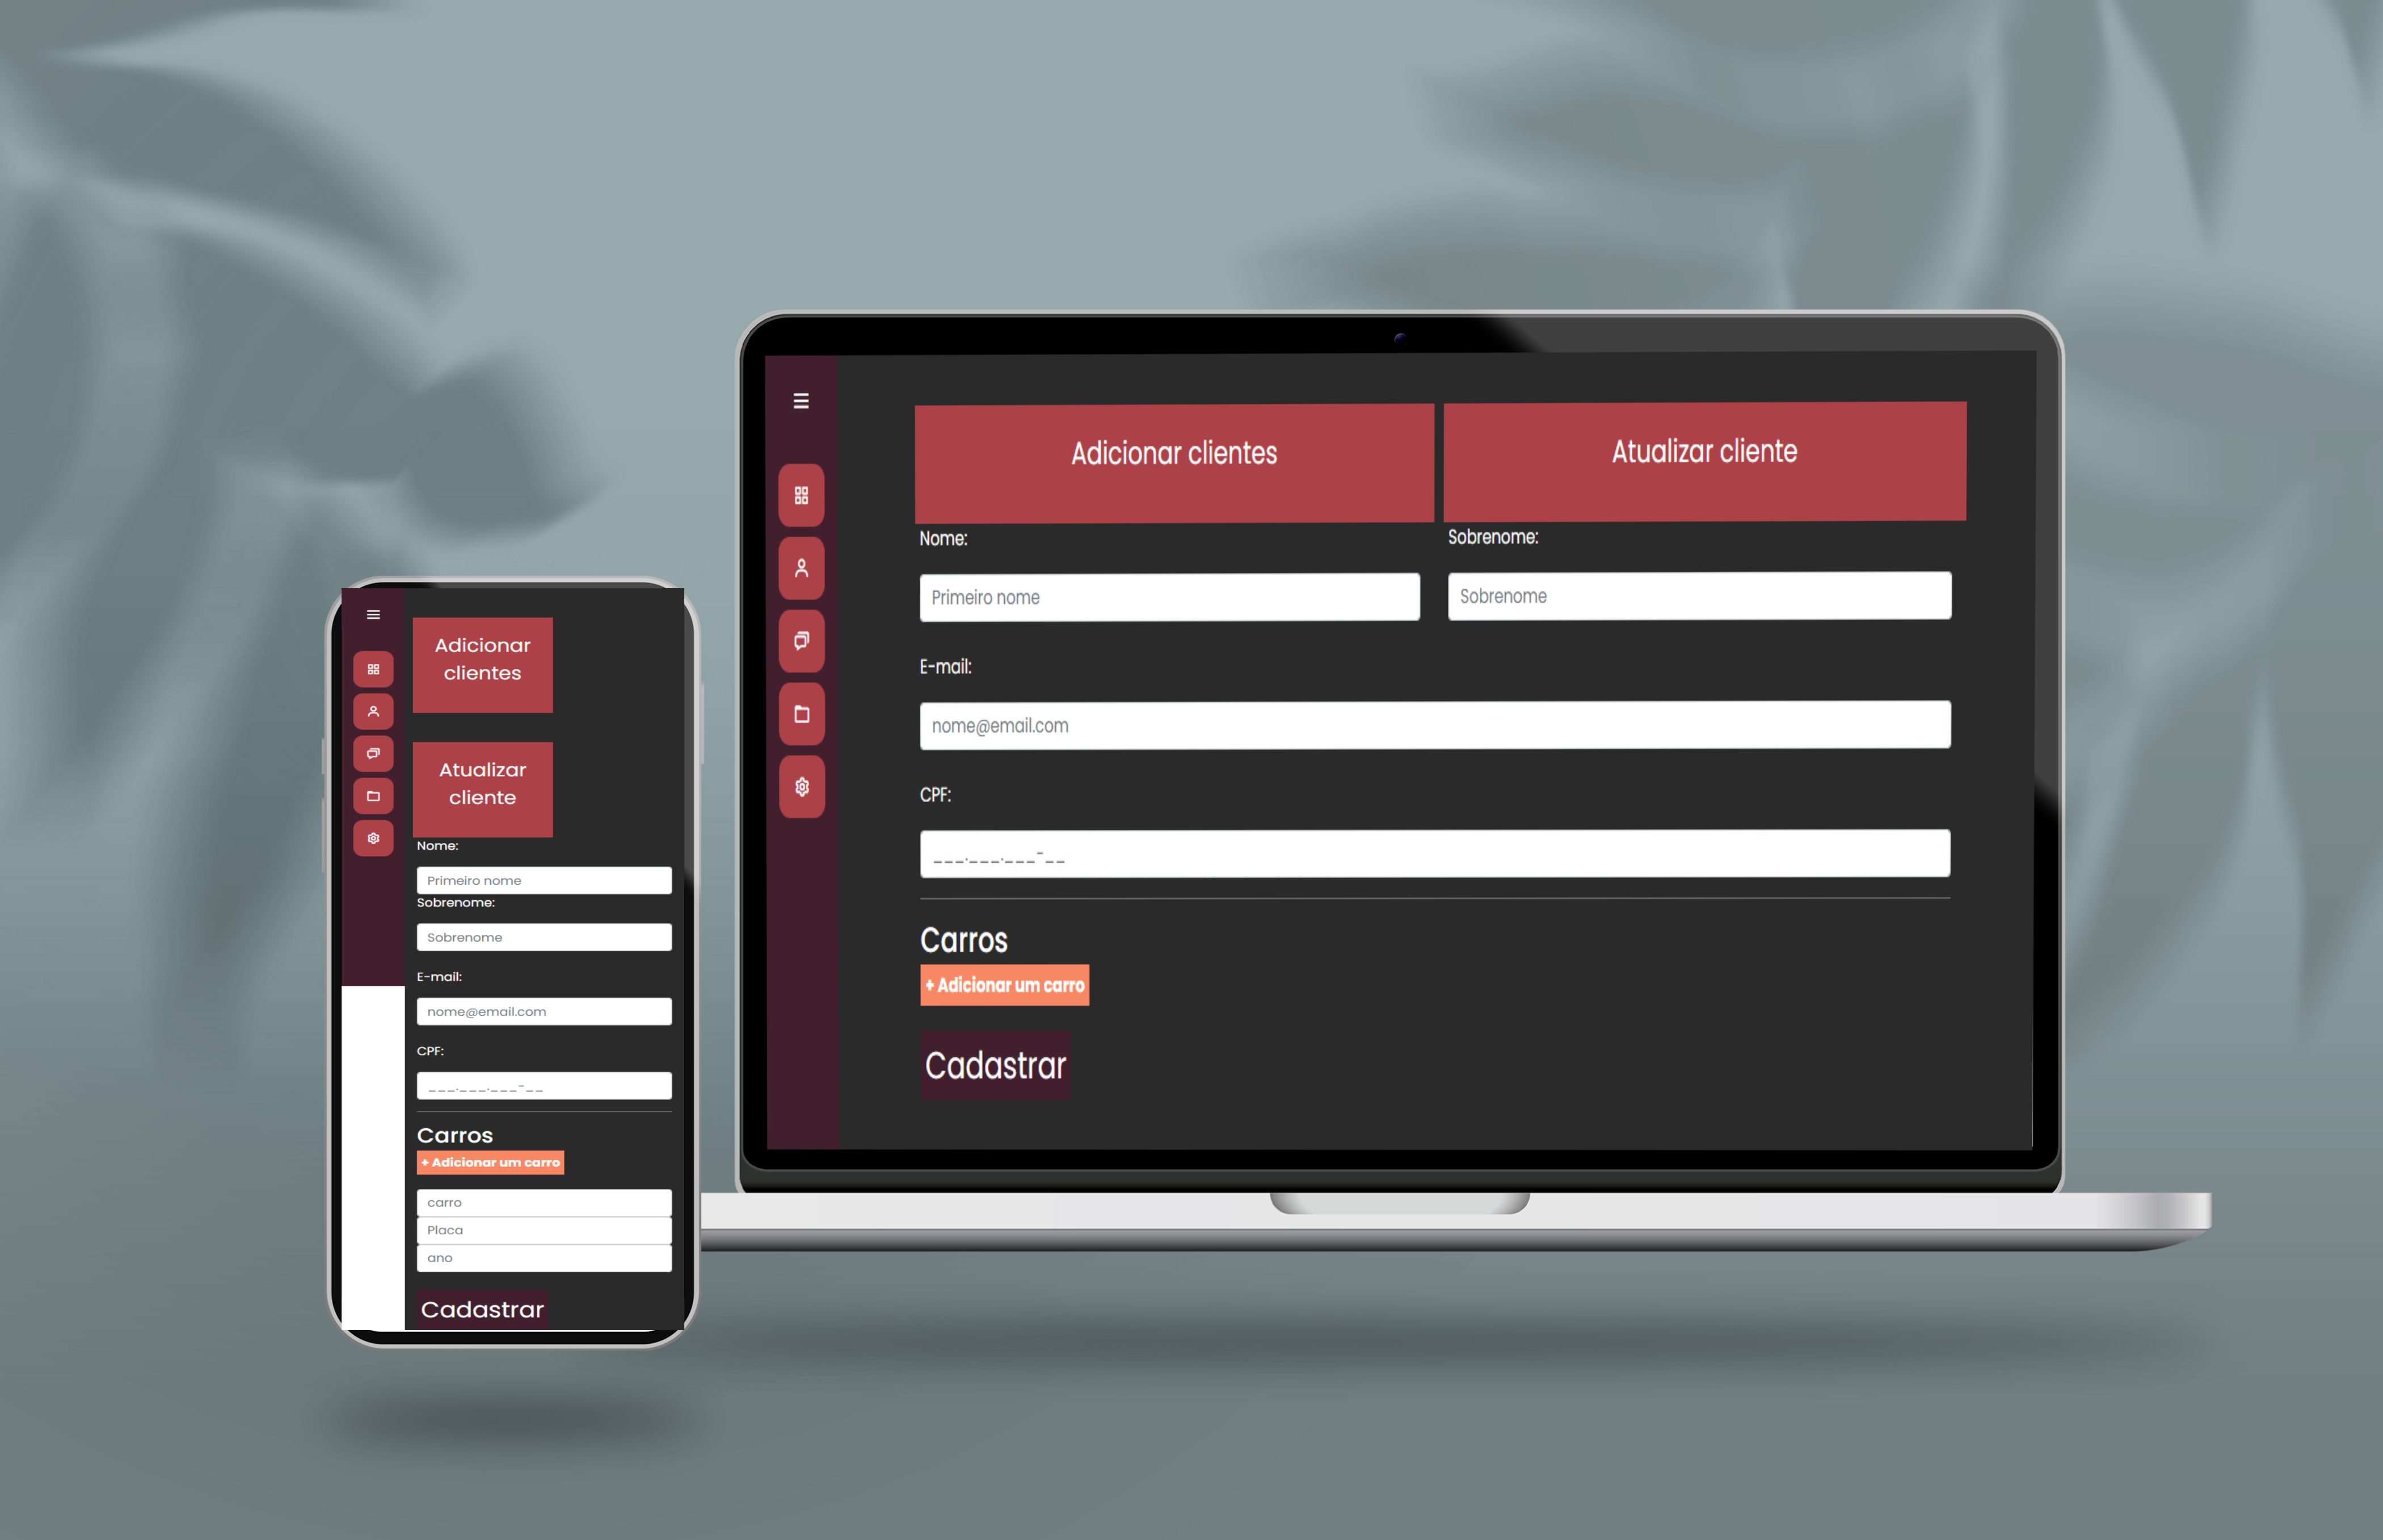 Adicionar
clientes
Atualizar
cliente
Nome:
Primeiro nome
Sobrenome:
Sobrenome
E-mail:
nome@email.com
CPF:
___.___.___-__
Carros
+ Adicionar um carro
carro
Placa
ano
Cadastrar
Adicionar clientes
Atualizar cliente
Nome:
Sobrenome:
Primeiro nome
Sobrenome
E-mail:
nome@email.com
CPF:
___.___.___-__
Carros
+ Adicionar um carro
Cadastrar